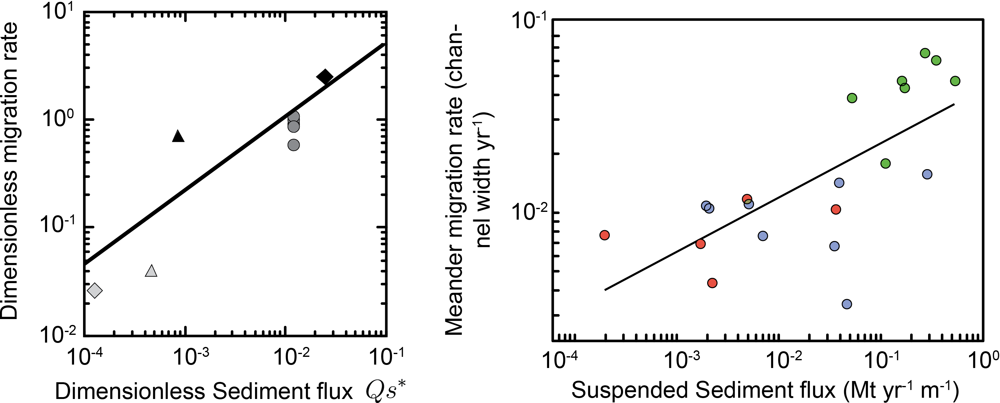 Dimensionless migration rate
10¹
10⁰
10⁻¹
10⁻²
10⁻⁴ 10⁻³ 10⁻² 10⁻¹
Dimensionless Sediment flux Qs*
Meander migration rate (chan-
nel width yr⁻¹)
10⁻¹
10⁻²
10⁻⁴ 10⁻³ 10⁻² 10⁻¹ 10⁰
Suspended Sediment flux (Mt yr⁻¹ m⁻¹)